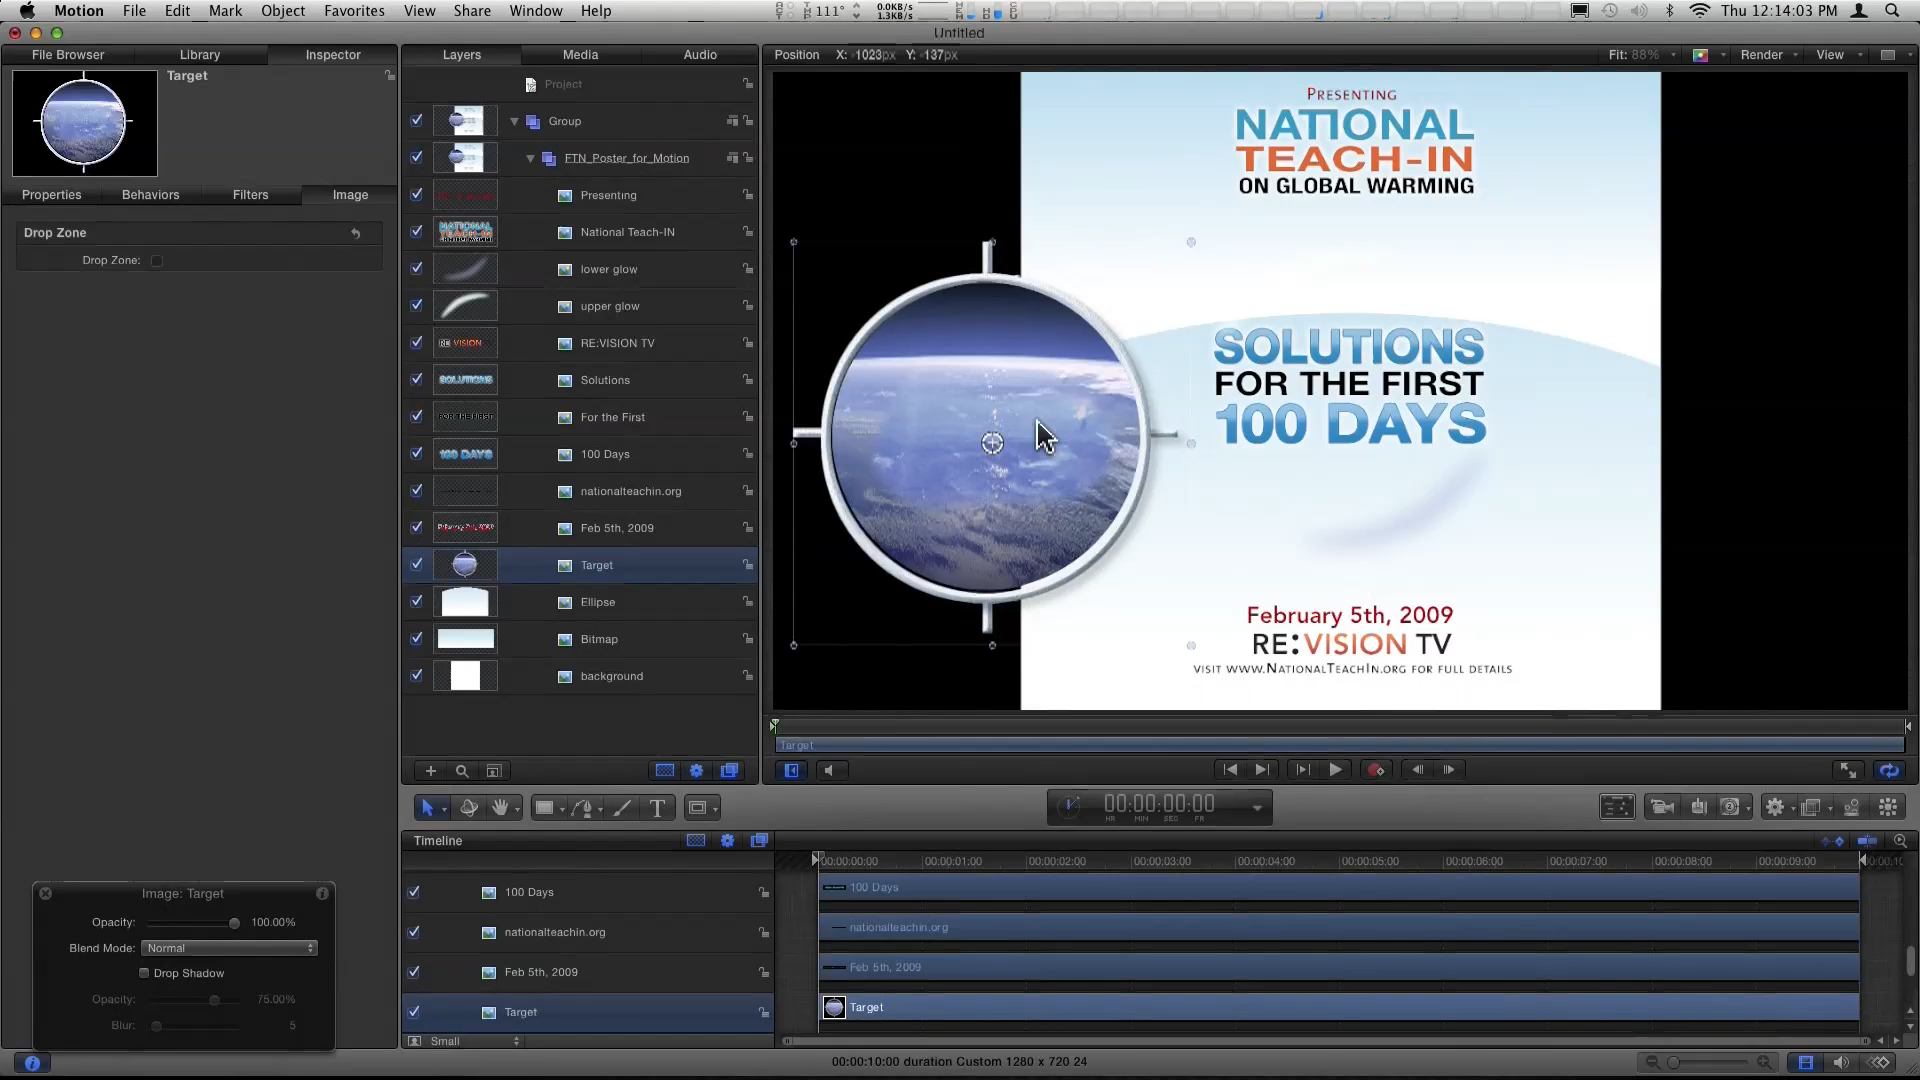 Motion File Edit Mark Object Favorites View Share Window Help
111° 0.0KB/s
1.3KB/s
Thu 12:14:03 PM
Untitled
File Browser Library Inspector
Layers Media Audio
Position X: -1023px Y: -137px
Fit: 88% Render View
Target
Properties Behaviors Filters Image
Drop Zone
Drop Zone:
Project
Group
FTN_Poster_for_Motion
Presenting
National Teach-IN
lower glow
upper glow
RE:VISION TV
Solutions
For the First
100 Days
nationalteachin.org
Feb 5th, 2009
Target
Ellipse
Bitmap
background
Presenting
NATIONAL
TEACH-IN
ON GLOBAL WARMING
SOLUTIONS
FOR THE FIRST
100 DAYS
February 5th, 2009
RE:VISION TV
VISIT WWW.NATIONALTEACHIN.ORG FOR FULL DETAILS
Target
00:00:00:00
HR MIN SEC FR
Timeline
00:00:00:00 00:00:01:00 00:00:02:00 00:00:03:00 00:00:04:00 00:00:05:00 00:00:06:00 00:00:07:00 00:00:08:00 00:00:09:00
100 Days
100 Days
nationalteachin.org
nationalteachin.org
Feb 5th, 2009
Feb 5th, 2009
Target
Target
Small
Image: Target
Opacity: 100.00%
Blend Mode: Normal
Drop Shadow
Opacity: 75.00%
Blur: 5
00:00:10:00 duration Custom 1280 x 720 24